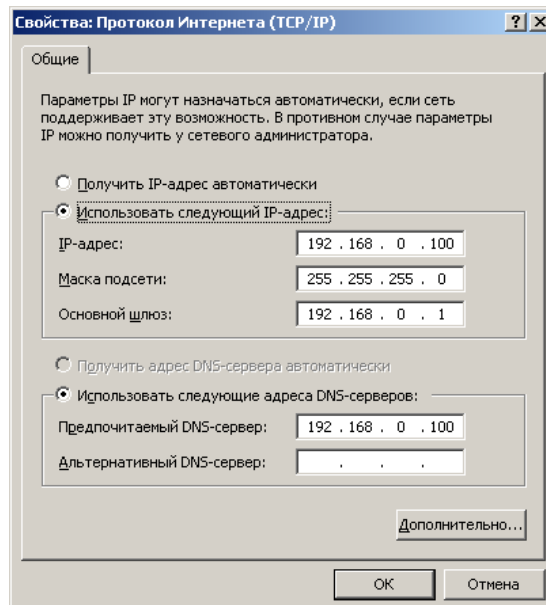 Свойства: Протокол Интернета (TCP/IP)
Общие
Параметры IP могут назначаться автоматически, если сеть
поддерживает эту возможность. В противном случае параметры
IP можно получить у сетевого администратора.
Получить IP-адрес автоматически
Использовать следующий IP-адрес:
IP-адрес: 192 . 168 . 0 . 100
Маска подсети: 255 . 255 . 255 . 0
Основной шлюз: 192 . 168 . 0 . 1
Получить адрес DNS-сервера автоматически
Использовать следующие адреса DNS-серверов:
Предпочитаемый DNS-сервер: 192 . 168 . 0 . 100
Альтернативный DNS-сервер: . . .
Дополнительно...
ОК Отмена